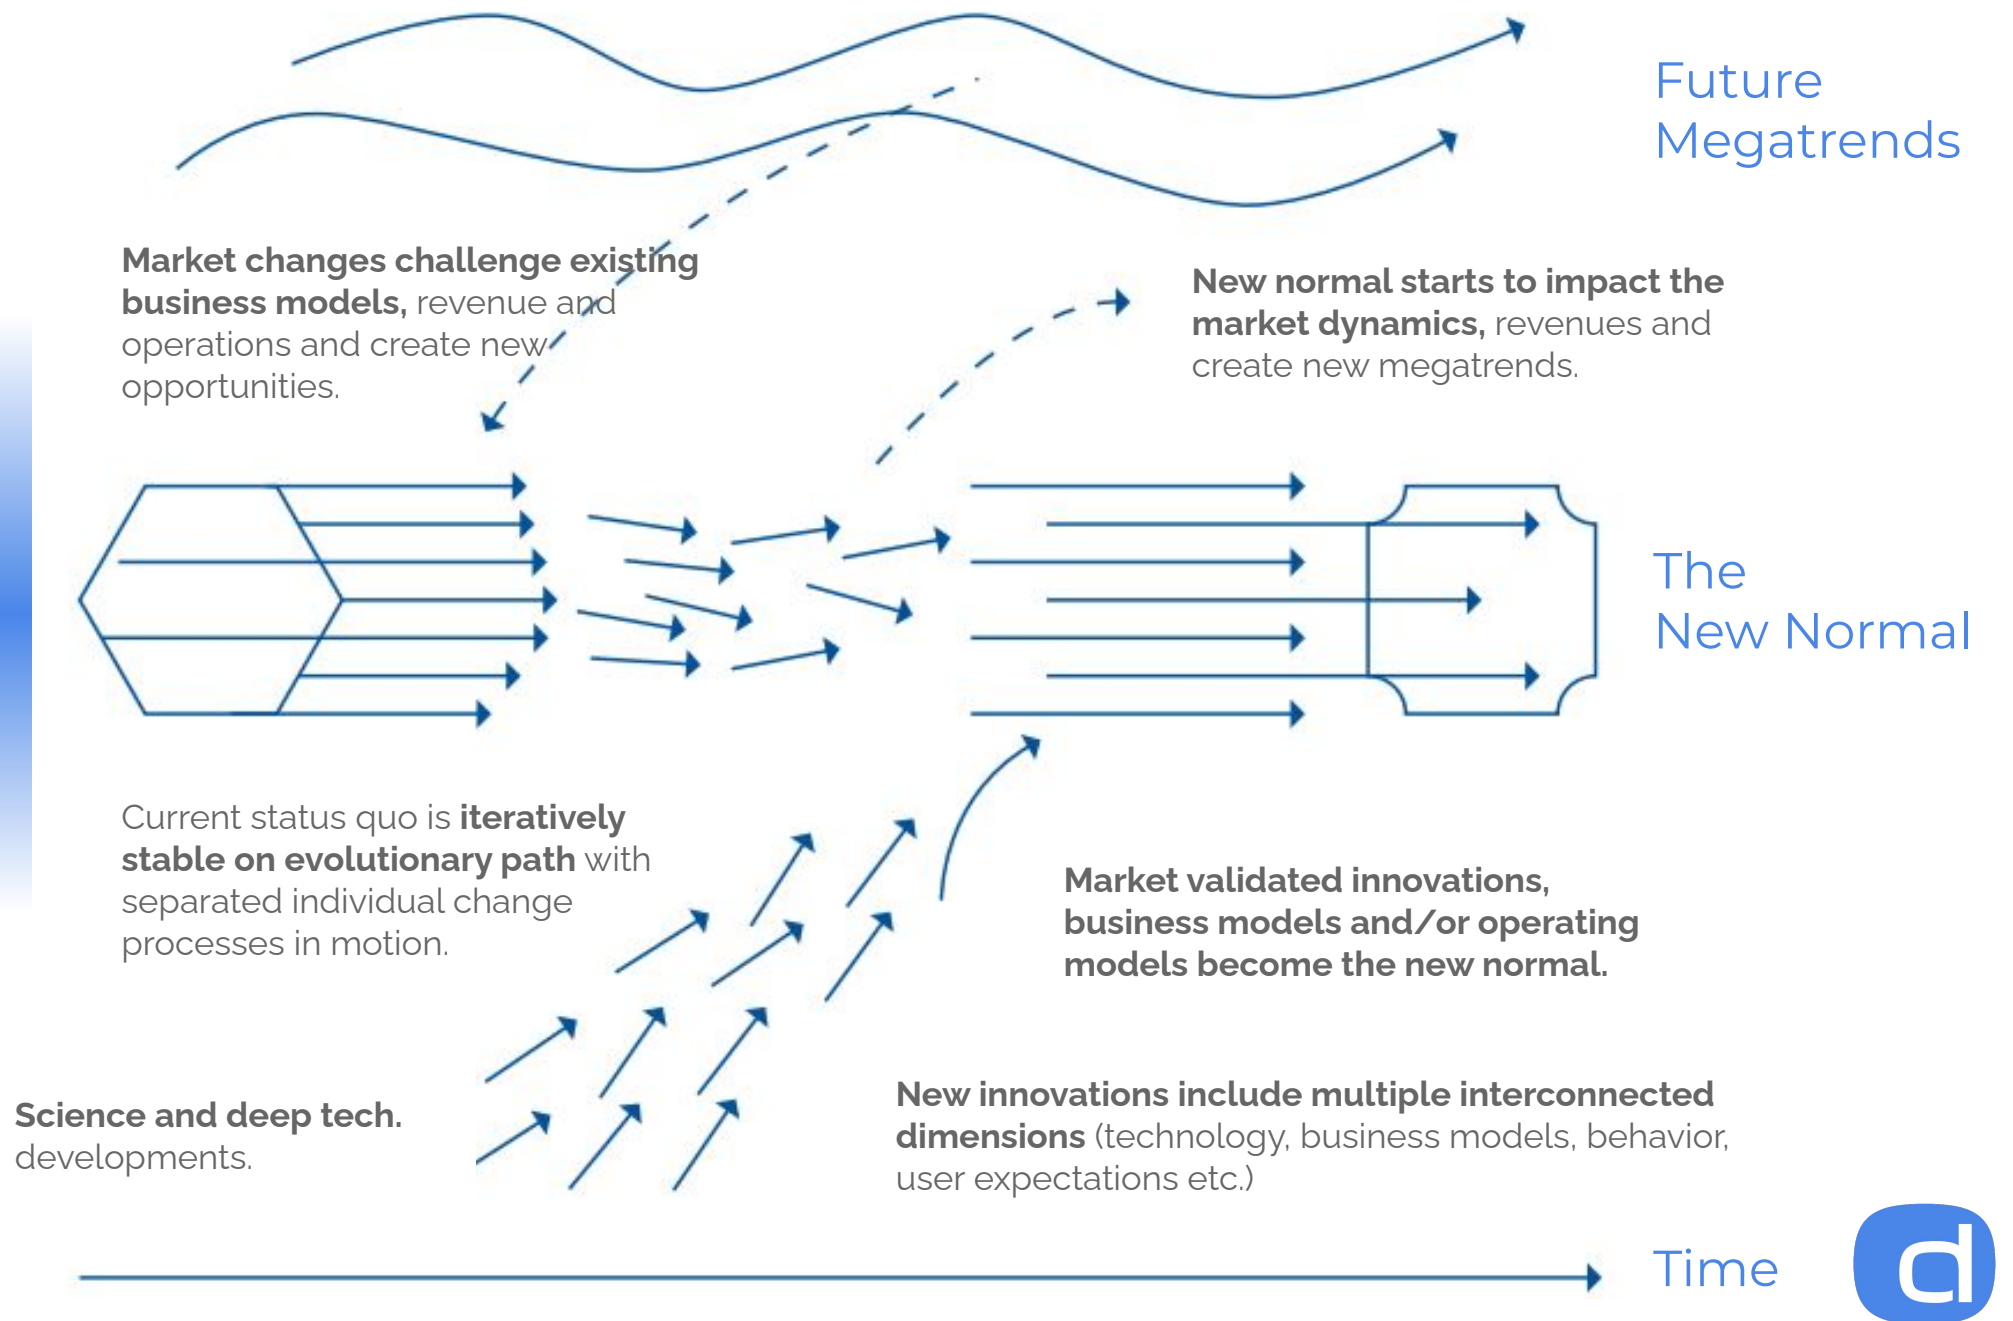 Future
Megatrends
Market changes challenge existing
business models, revenue and
operations and create new
opportunities.
New normal starts to impact the
market dynamics, revenues and
create new megatrends.
The
New Normal
Current status quo is iteratively
stable on evolutionary path with
separated individual change
processes in motion.
Market validated innovations,
business models and/or operating
models become the new normal.
Science and deep tech.
developments.
New innovations include multiple interconnected
dimensions (technology, business models, behavior,
user expectations etc.)
Time
d